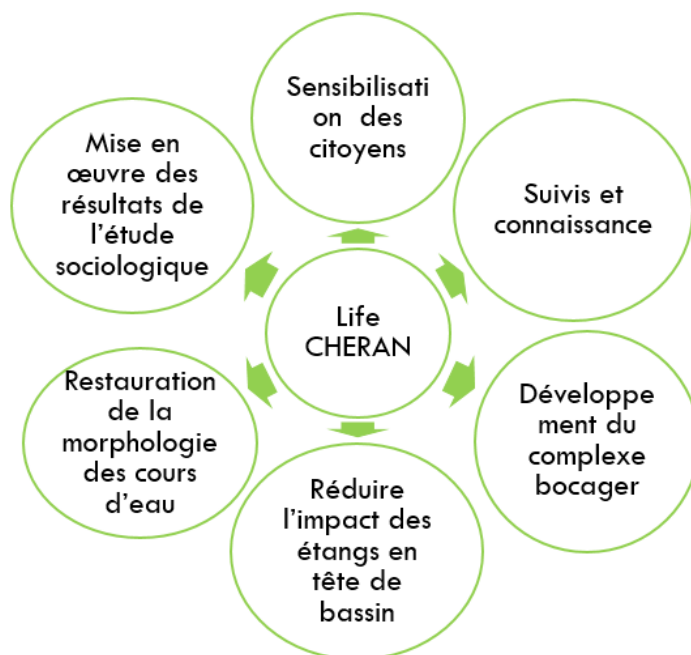 Sensibilisati
on des
citoyens
Mise en
œuvre des
résultats de
l'étude
sociologique
Suivis et
connaissance
Life
CHERAN
Restauration
de la
morphologie
des cours
d'eau
Développe
ment du
complexe
bocager
Réduire
l'impact des
étangs en
tête de
bassin